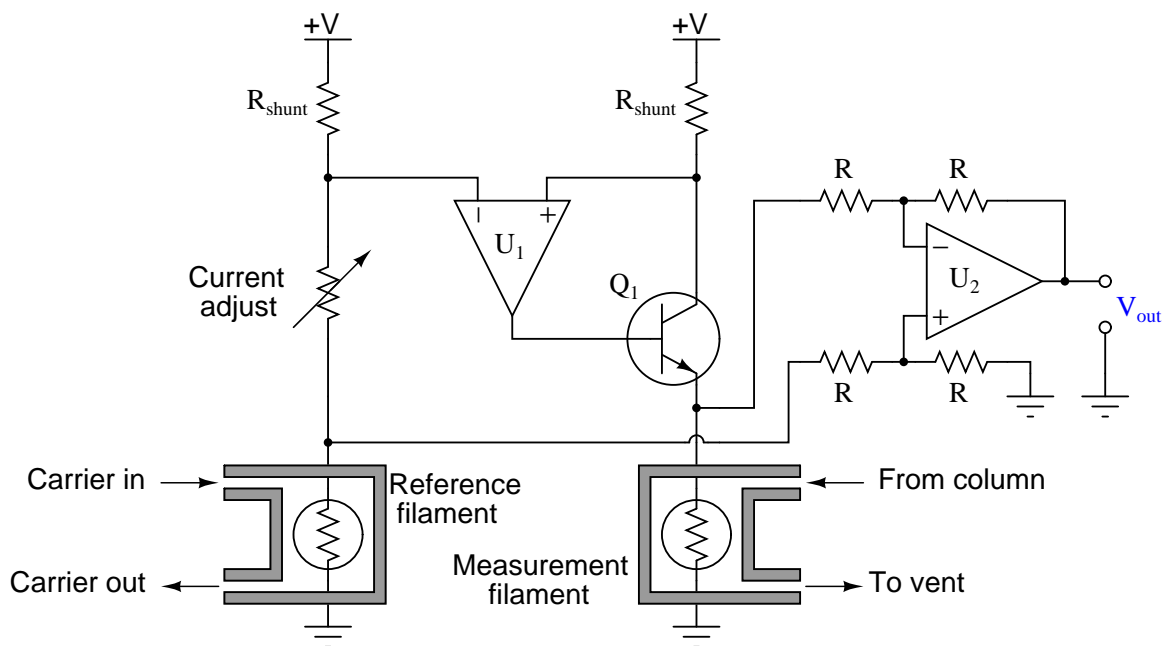 +V
+V
Rshunt
Rshunt
R
R
−
+
U1
−
U2
Current
adjust
Q1
Vout
+
R
R
Carrier in
Reference
filament
From column
Carrier out
Measurement
filament
To vent